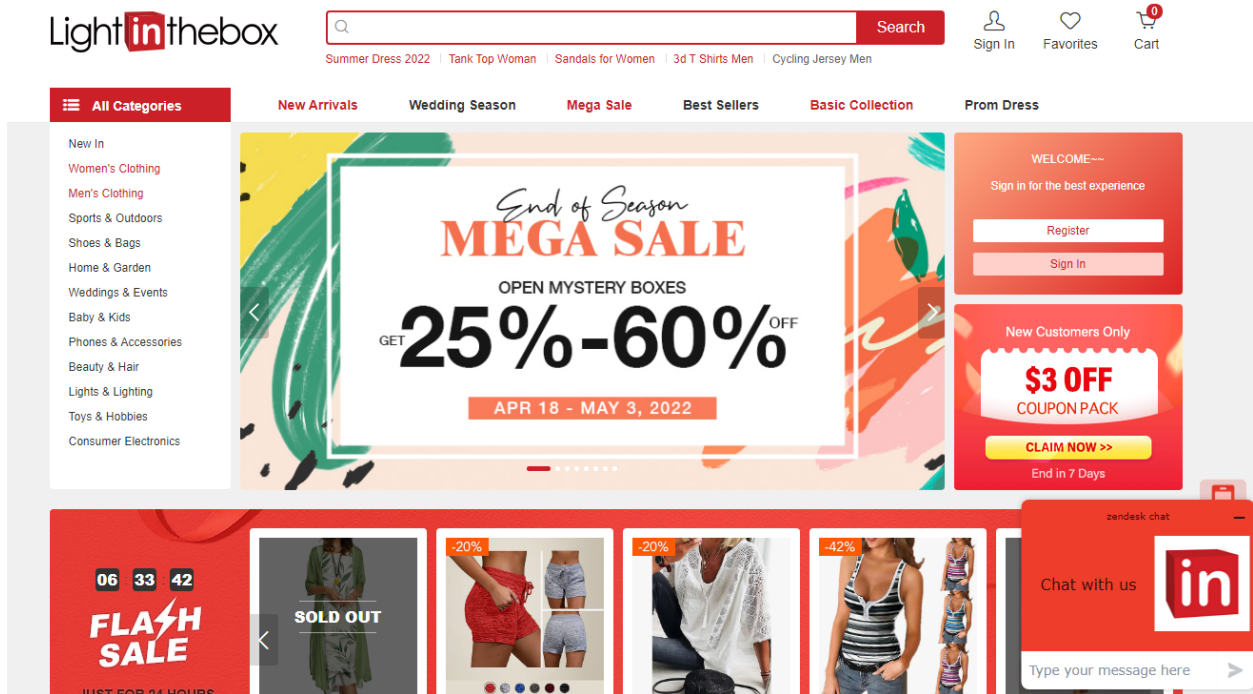 Lightinthebox
Search
Sign In
Favorites
0
Cart
Summer Dress 2022
Tank Top Woman
Sandals for Women
3d T Shirts Men
Cycling Jersey Men
All Categories
New Arrivals
Wedding Season
Mega Sale
Best Sellers
Basic Collection
Prom Dress
New In
Women's Clothing
Men's Clothing
Sports & Outdoors
Shoes & Bags
Home & Garden
Weddings & Events
Baby & Kids
Phones & Accessories
Beauty & Hair
Lights & Lighting
Toys & Hobbies
Consumer Electronics
End of Season
MEGA SALE
OPEN MYSTERY BOXES
GET 25%-60% OFF
APR 18 - MAY 3, 2022
WELCOME~~
Sign in for the best experience
Register
Sign In
New Customers Only
$3 OFF
COUPON PACK
CLAIM NOW >>
End in 7 Days
06 33 42
FLASH
SALE
JUST FOR 24 HOURS
SOLD OUT
-20%
-20%
-42%
zendesk chat
Chat with us
in
Type your message here